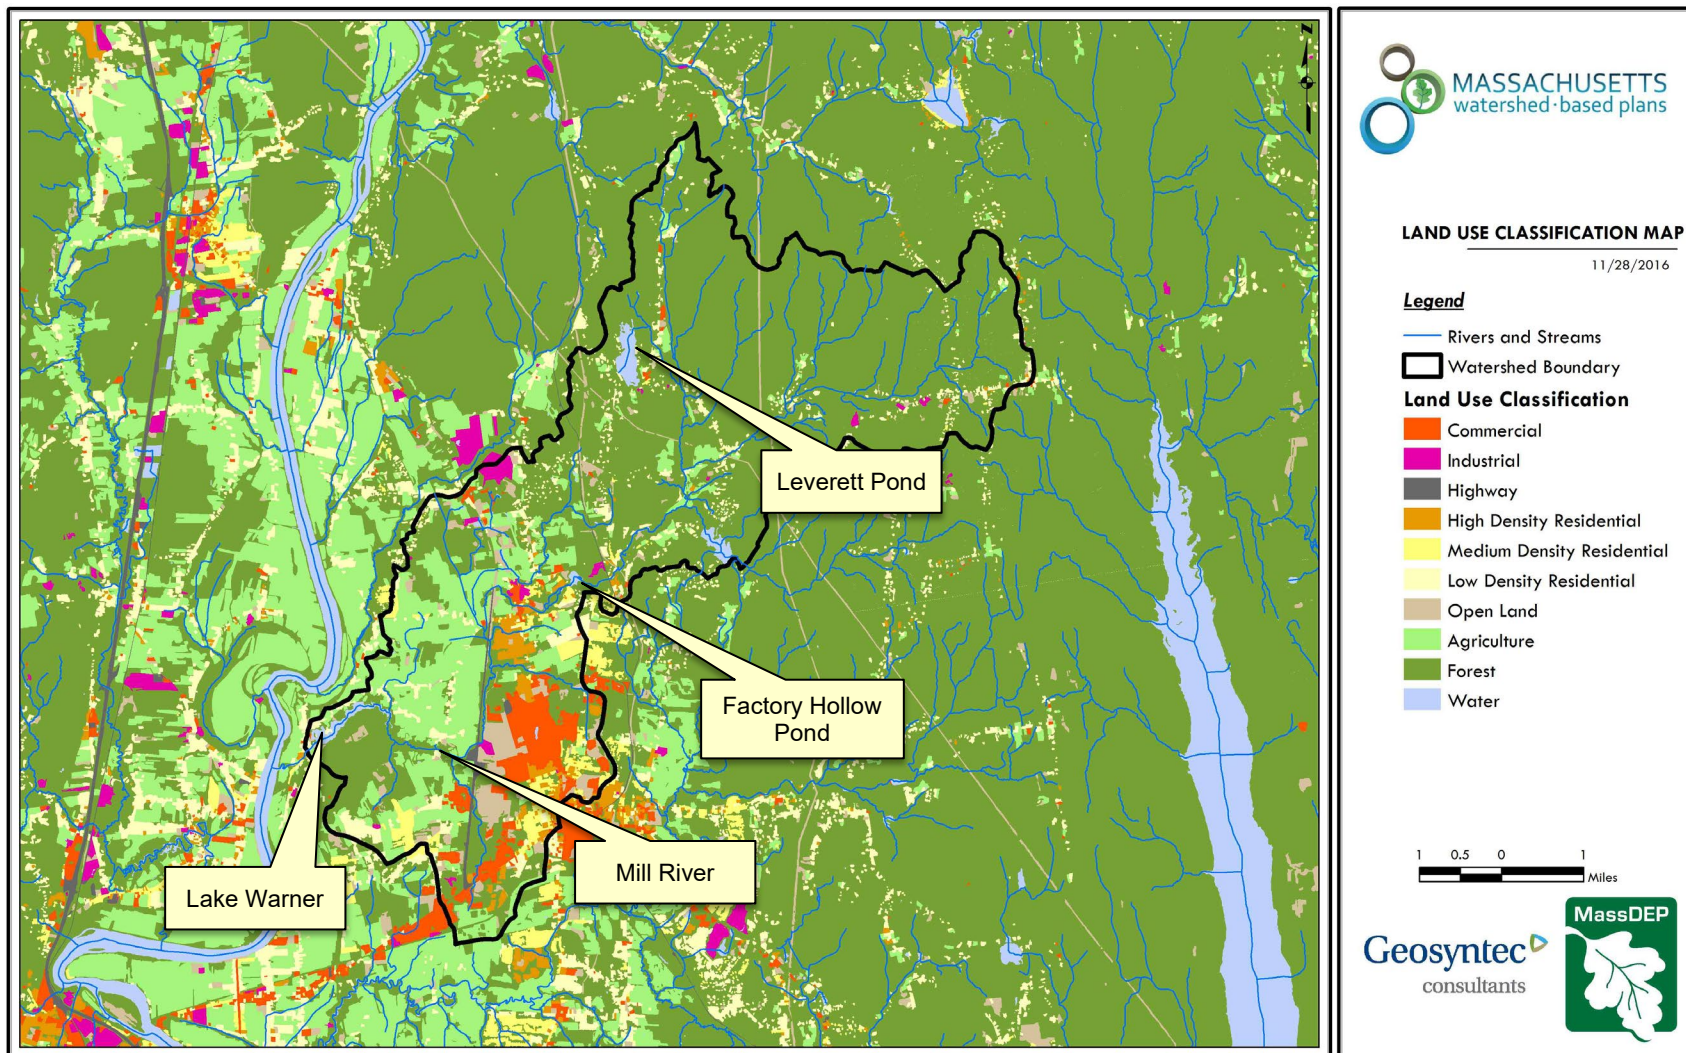 Z
Leverett Pond
Factory Hollow
Pond
Mill River
Lake Warner
MASSACHUSETTS
watershed·based plans
LAND USE CLASSIFICATION MAP
11/28/2016
Legend
Rivers and Streams
Watershed Boundary
Land Use Classification
Commercial
Industrial
Highway
High Density Residential
Medium Density Residential
Low Density Residential
Open Land
Agriculture
Forest
Water
1 0.5 0 1
Miles
Geosyntec
consultants
MassDEP